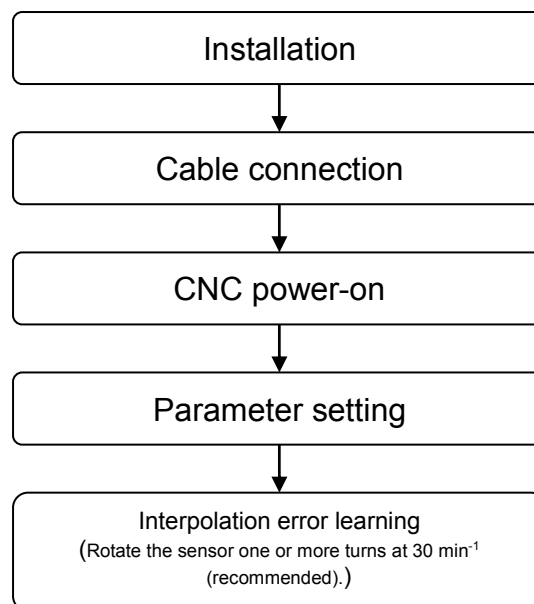 Installation
Cable connection
CNC power-on
Parameter setting
Interpolation error learning
(Rotate the sensor one or more turns at 30 min⁻¹
(recommended).)